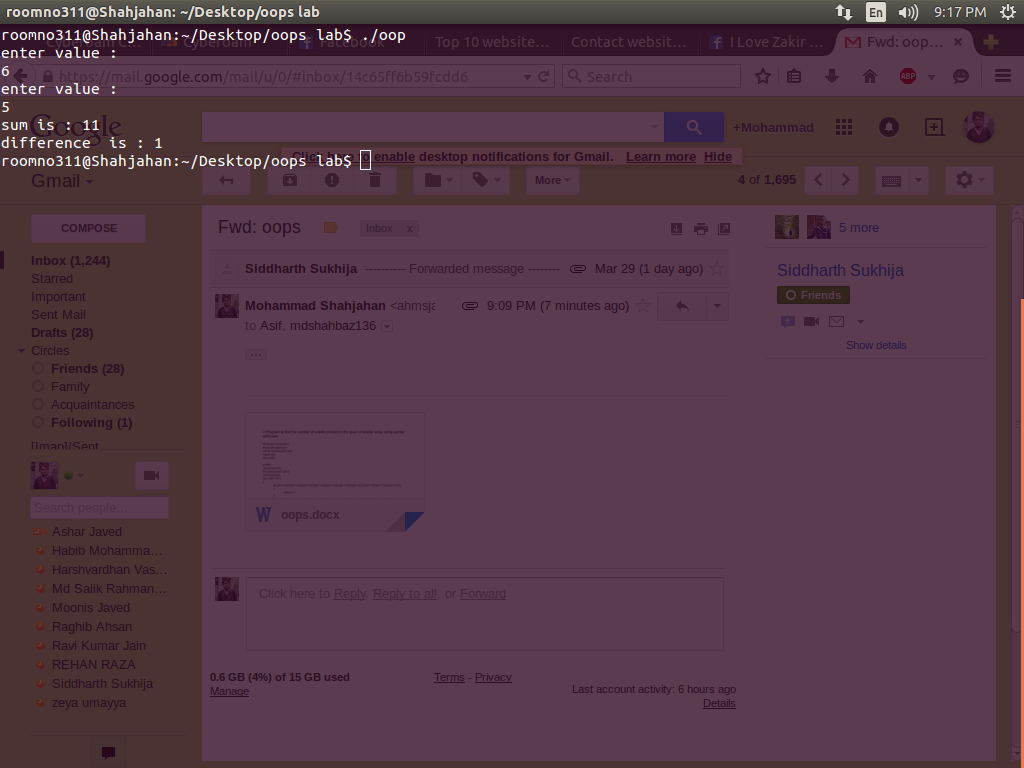 roomno311@Shahjahan: ~/Desktop/oops lab
En
9:17 PM
roomno311@Shahjahan:~/Desktop/oops lab$ ./oop
enter value :
6
enter value :
5
sum is : 11
difference  is : 1
roomno311@Shahjahan:~/Desktop/oops lab$
Cyberoam
Facebook
Top 10 website...
Contact websit...
I Love Zakir ...
Fwd: oop...
https://mail.google.com/mail/u/0/#inbox/14c65ff6b59fcdd6
Search
ABP
Google
+Mohammad
enable desktop notifications for Gmail. Learn more Hide
Gmail
More
4 of 1,695
COMPOSE
Inbox (1,244)
Starred
Important
Sent Mail
Drafts (28)
Circles
Friends (28)
Family
Acquaintances
Following (1)
[Imap]/Sent
Search people...
Ashar Javed
Habib Mohamma...
Harshvardhan Vas...
Md Salik Rahman...
Moonis Javed
Raghib Ahsan
Ravi Kumar Jain
REHAN RAZA
Siddharth Sukhija
zeya umayya
Fwd: oops
Inbox x
Siddharth Sukhija ---------- Forwarded message -------- Mar 29 (1 day ago)
Mohammad Shahjahan <ahmsja 9:09 PM (7 minutes ago)
to Asif, mdshahbaz136
W oops.docx
Click here to Reply, Reply to all, or Forward
0.6 GB (4%) of 15 GB used
Manage
Terms - Privacy
Last account activity: 6 hours ago
Details
5 more
Siddharth Sukhija
Friends
Show details